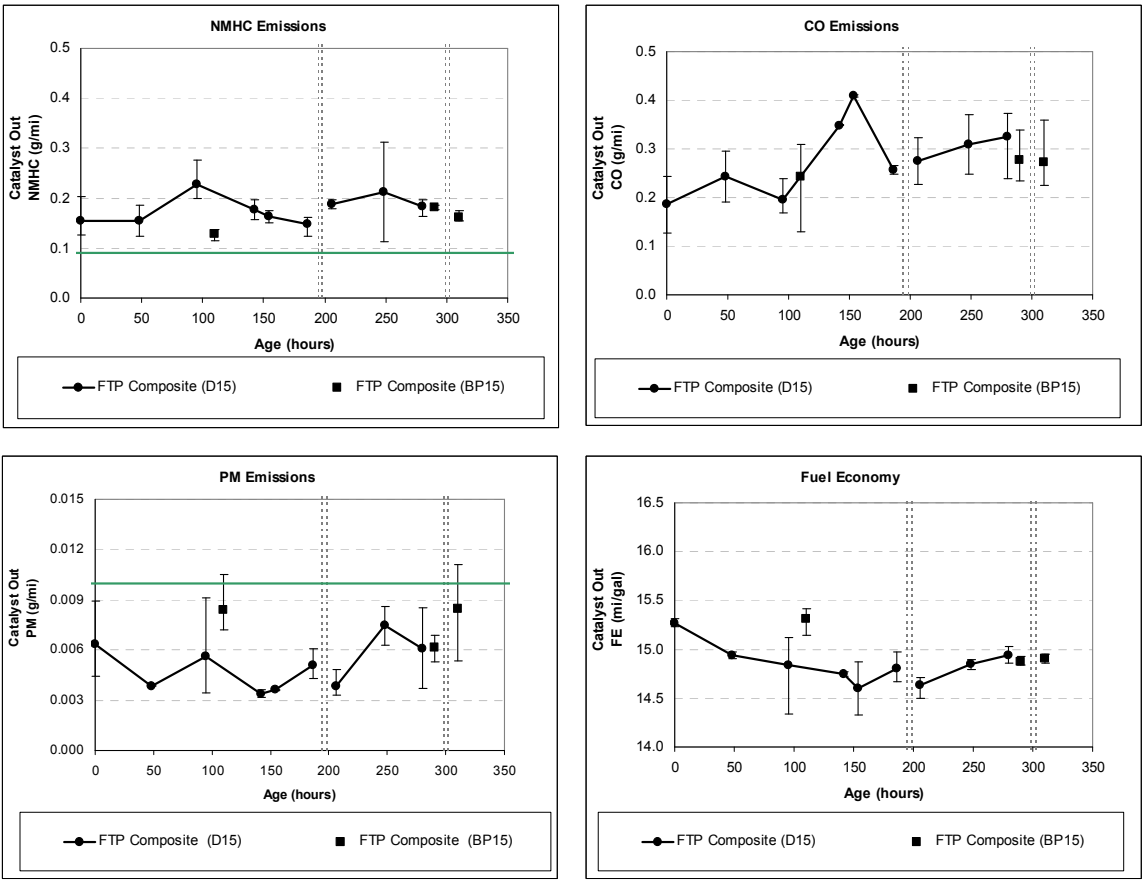 NMHC Emissions
0.5
0.4
0.3
0.2
0.1
0.0
Catalyst Out
NMHC (g/mi)
0 50 100 150 200 250 300 350
Age (hours)
FTP Composite (D15) FTP Composite (BP15)
CO Emissions
0.5
0.4
0.3
0.2
0.1
0.0
Catalyst Out
CO (g/mi)
0 50 100 150 200 250 300 350
Age (hours)
FTP Composite (D15) FTP Composite (BP15)
PM Emissions
0.015
0.012
0.009
0.006
0.003
0.000
Catalyst Out
PM (g/mi)
0 50 100 150 200 250 300 350
Age (hours)
FTP Composite (D15) FTP Composite (BP15)
Fuel Economy
16.5
16.0
15.5
15.0
14.5
14.0
Catalyst Out
FE (mi/gal)
0 50 100 150 200 250 300 350
Age (hours)
FTP Composite (D15) FTP Composite (BP15)